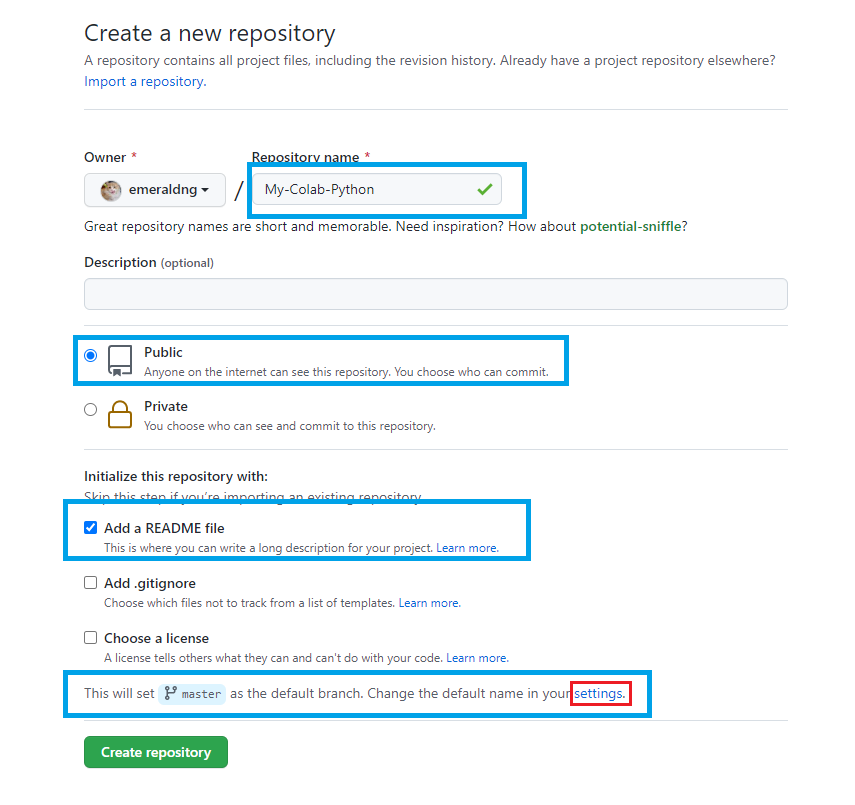 Create a new repository
A repository contains all project files, including the revision history. Already have a project repository elsewhere?
Import a repository.
Owner *
Repository name *
emeraldng
/
My-Colab-Python
Great repository names are short and memorable. Need inspiration? How about potential-sniffle?
Description (optional)
Public
Anyone on the internet can see this repository. You choose who can commit.
Private
You choose who can see and commit to this repository.
Initialize this repository with:
Skip this step if you're importing an existing repository.
Add a README file
This is where you can write a long description for your project. Learn more.
Add .gitignore
Choose which files not to track from a list of templates. Learn more.
Choose a license
A license tells others what they can and can't do with your code. Learn more.
This will set master as the default branch. Change the default name in your settings.
Create repository